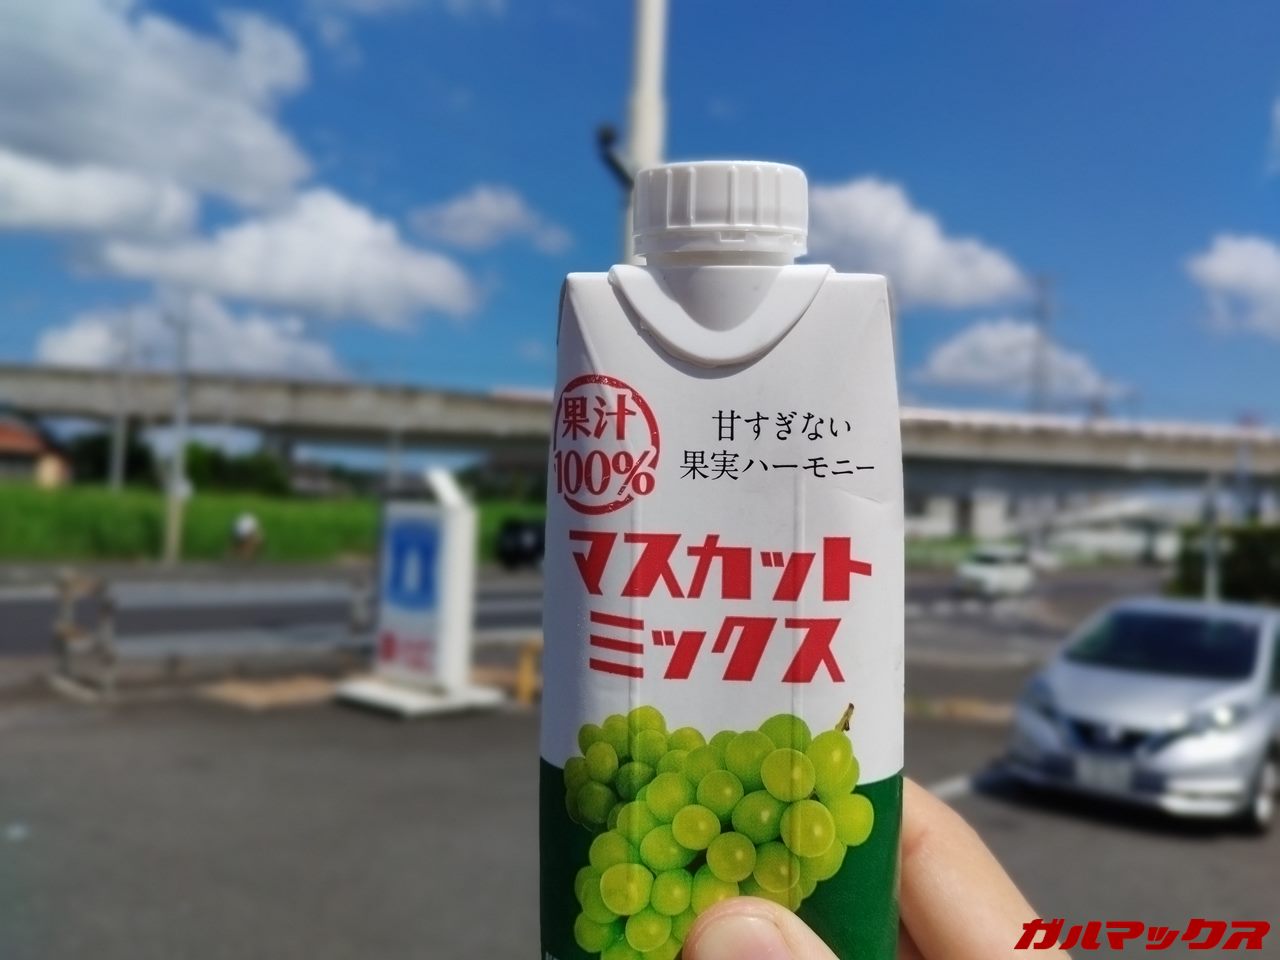 果汁
100%
甘すぎない
果実ハーモニー
マスカット
ミックス
ガルマックス